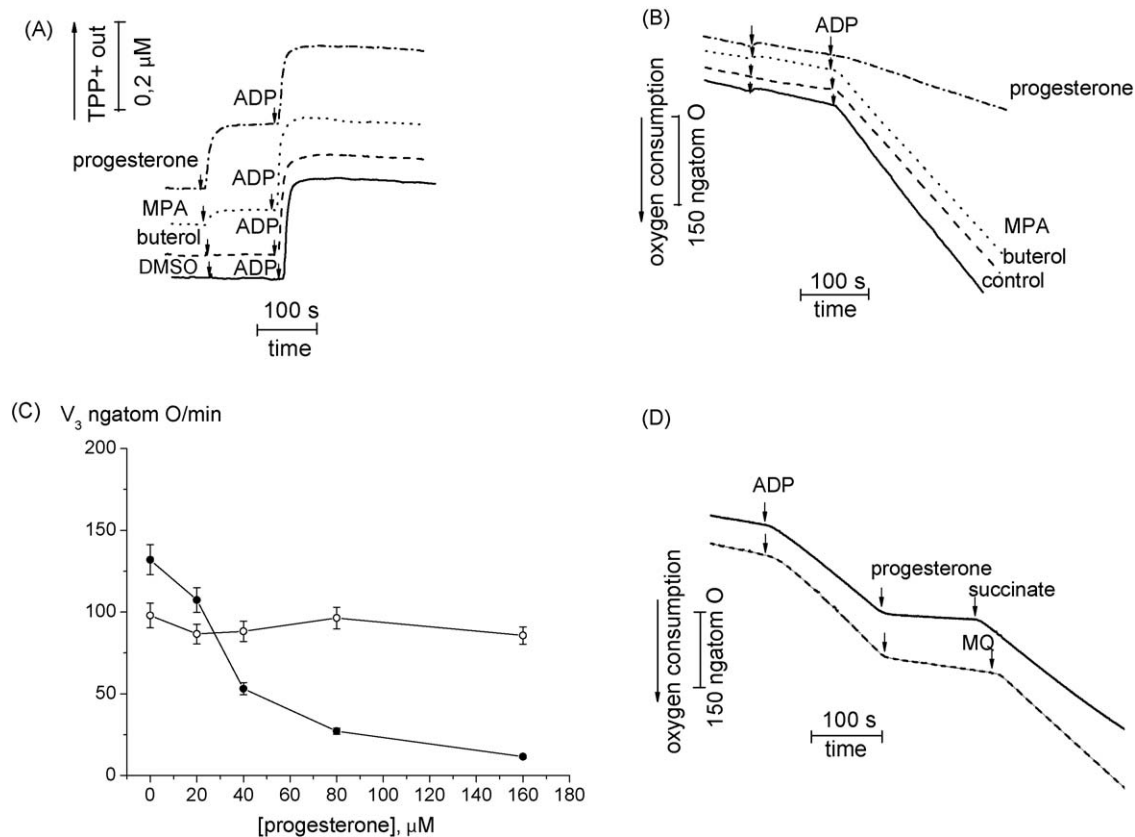 (A)
TPP+ out
0,2 µM
ADP
progesterone
ADP
MPA
buterol
ADP
DMSO
ADP
100 s
time
(B)
ADP
progesterone
oxygen consumption
150 ngatom O
MPA
buterol
control
100 s
time
(C)
V3 ngatom O/min
200
150
100
50
0
0 20 40 60 80 100 120 140 160 180
[progesterone], µM
(D)
ADP
progesterone
succinate
MQ
oxygen consumption
150 ngatom O
100 s
time